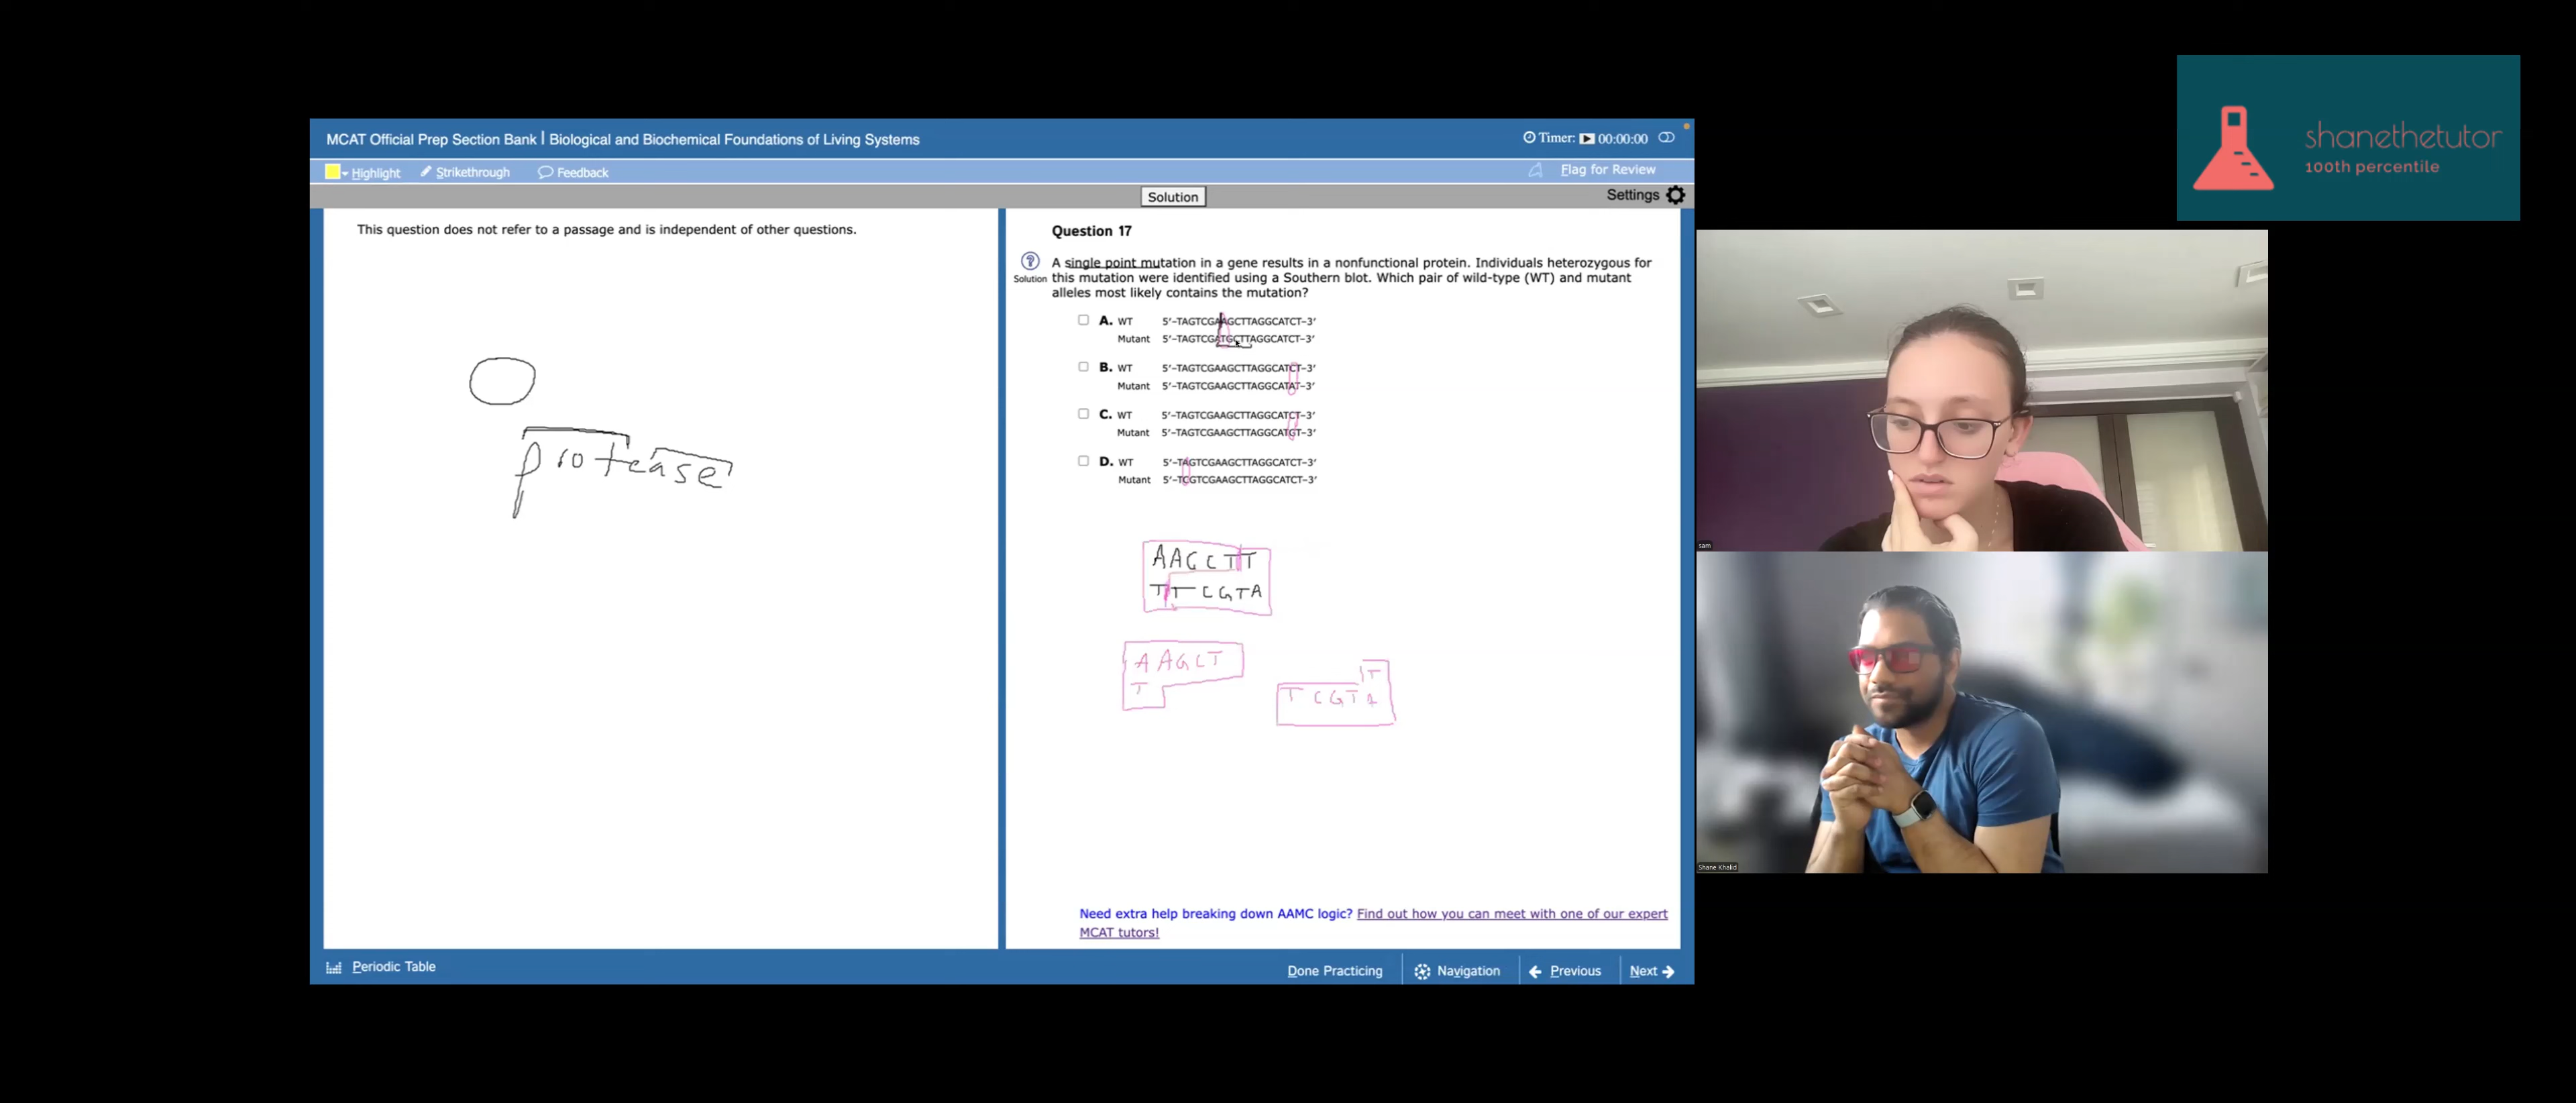 shanethetutor
100th percentile
MCAT Official Prep Section Bank | Biological and Biochemical Foundations of Living Systems
Timer: 00:00:00
Highlight
Strikethrough
Feedback
Flag for Review
Solution
Settings
This question does not refer to a passage and is independent of other questions.
protease
Question 17
Solution
A single point mutation in a gene results in a nonfunctional protein. Individuals heterozygous for
this mutation were identified using a Southern blot. Which pair of wild-type (WT) and mutant
alleles most likely contains the mutation?
A. WT 5'-TAGTCGAAGCTTAGGCATCT-3'
Mutant 5'-TAGTCGATGCTTAGGCATCT-3'
B. WT 5'-TAGTCGAAGCTTAGGCATCT-3'
Mutant 5'-TAGTCGAAGCTTAGGCATAT-3'
C. WT 5'-TAGTCGAAGCTTAGGCATCT-3'
Mutant 5'-TAGTCGAAGCTTAGGCATGT-3'
D. WT 5'-TAGTCGAAGCTTAGGCATCT-3'
Mutant 5'-TCGTCGAAGCTTAGGCATCT-3'
AAGCTT
TTCGTA
AAGCT
T
T
TCGTA
Need extra help breaking down AAMC logic? Find out how you can meet with one of our expert
MCAT tutors!
Periodic Table
Done Practicing
Navigation
Previous
Next
sam
Shane Khalid